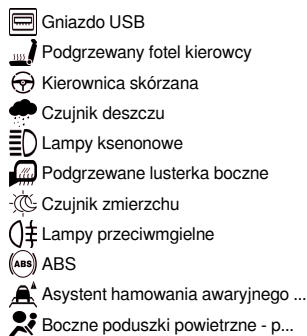 Gniazdo USB
Podgrzewany fotel kierowcy
Kierownica skórzana
Czujnik deszczu
Lampy ksenonowe
Podgrzewane lusterka boczne
Czujnik zmierzchu
Lampy przeciwmgielne
ABS ABS
Asystent hamowania awaryjnego ...
Boczne poduszki powietrzne - p...